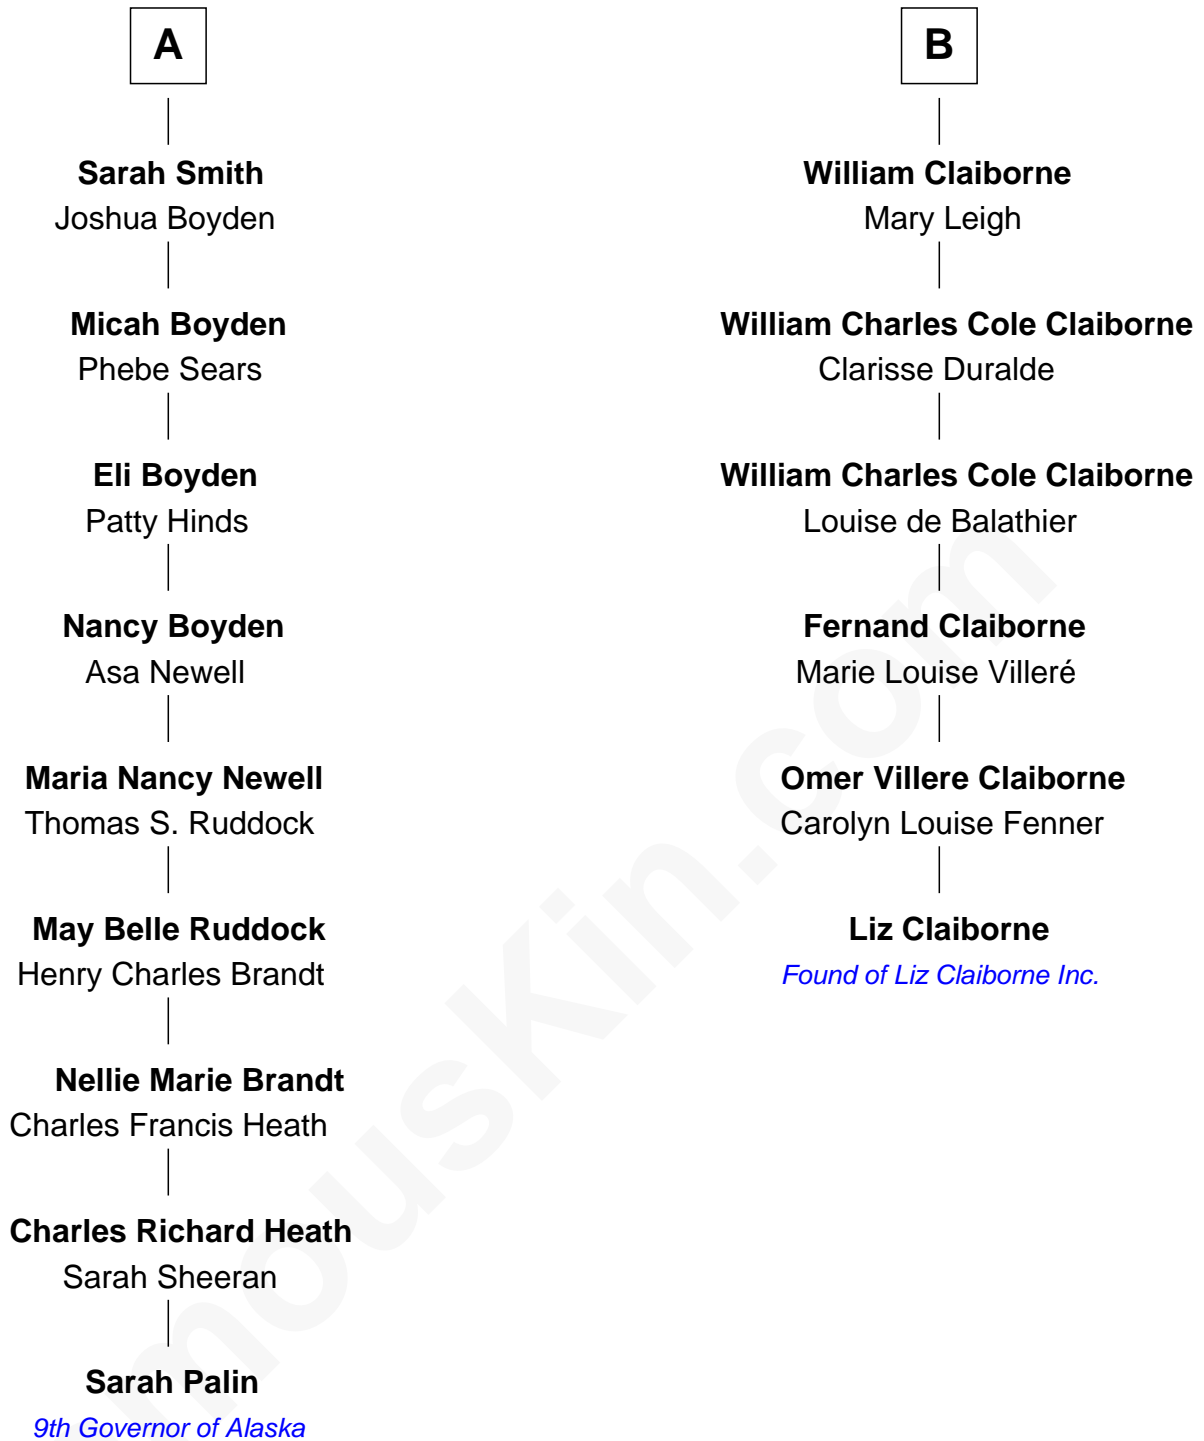 A
Sarah Smith
Joshua Boyden
Micah Boyden
Phebe Sears
Eli Boyden
Patty Hinds
Nancy Boyden
Asa Newell
Maria Nancy Newell
Thomas S. Ruddock
May Belle Ruddock
Henry Charles Brandt
Nellie Marie Brandt
Charles Francis Heath
Charles Richard Heath
Sarah Sheeran
Sarah Palin
9th Governor of Alaska
B
William Claiborne
Mary Leigh
William Charles Cole Claiborne
Clarisse Duralde
William Charles Cole Claiborne
Louise de Balathier
Fernand Claiborne
Marie Louise Villeré
Omer Villere Claiborne
Carolyn Louise Fenner
Liz Claiborne
Found of Liz Claiborne Inc.
mousKin.com